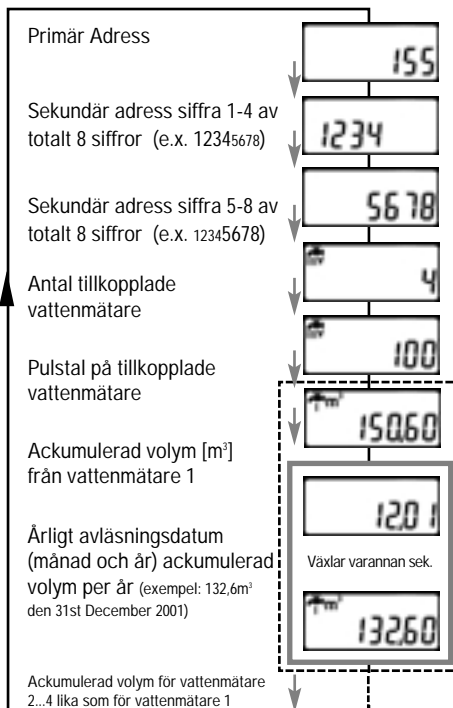 Primär Adress
155
Sekundär adress siffra 1-4 av
totalt 8 siffror (e.x. 12345678)
1234
Sekundär adress siffra 5-8 av
totalt 8 siffror (e.x. 12345678)
5678
Antal tillkopplade
vattenmätare
4
Pulstal på tillkopplade
vattenmätare
100
Ackumulerad volym [m³]
från vattenmätare 1
m³
150,60
Årligt avläsningsdatum
(månad och år) ackumulerad
volym per år (exempel: 132,6m³
den 31st December 2001)
12,01
Växlar varannan sek.
m³
132,60
Ackumulerad volym för vattenmätare
2...4 lika som för vattenmätare 1